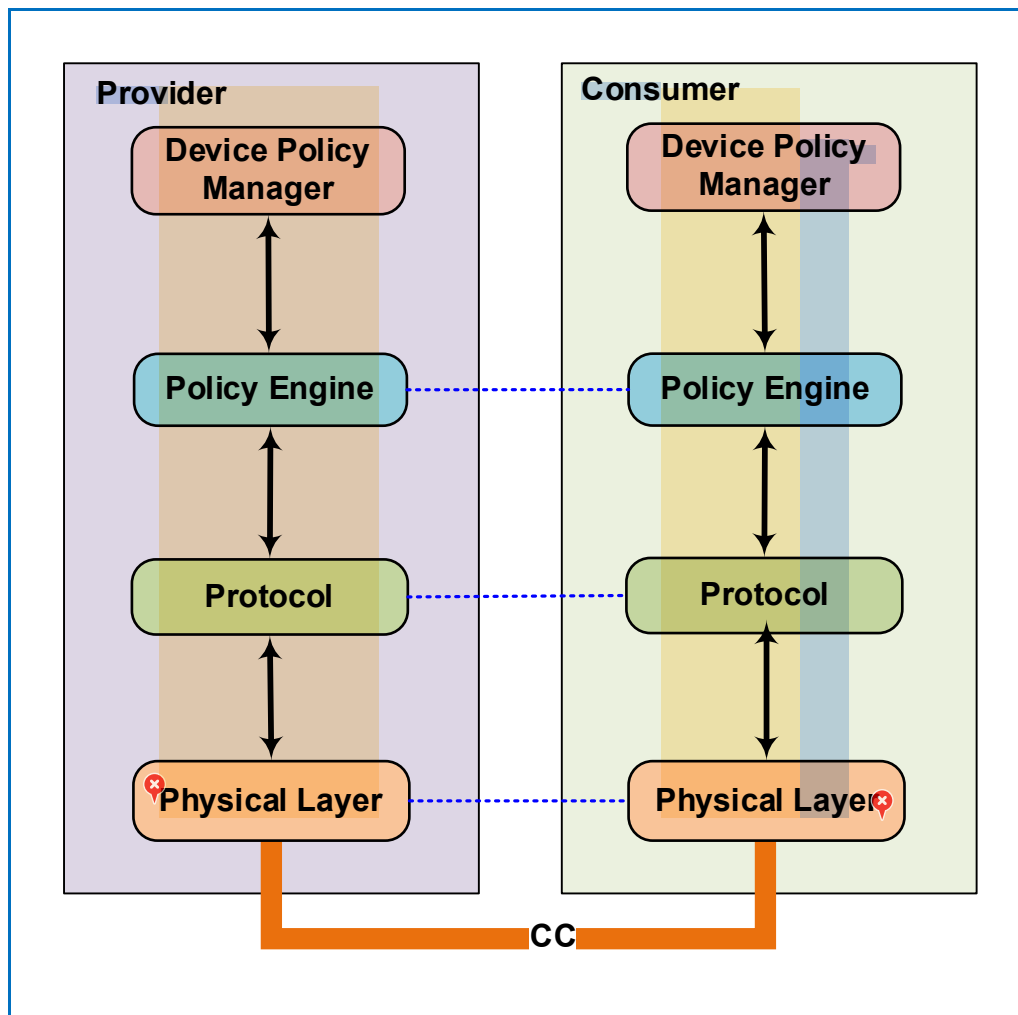 Provider
Device Policy
Manager
Policy Engine
Protocol
Physical Layer
Consumer
Device Policy
Manager
Policy Engine
Protocol
Physical Layer
CC